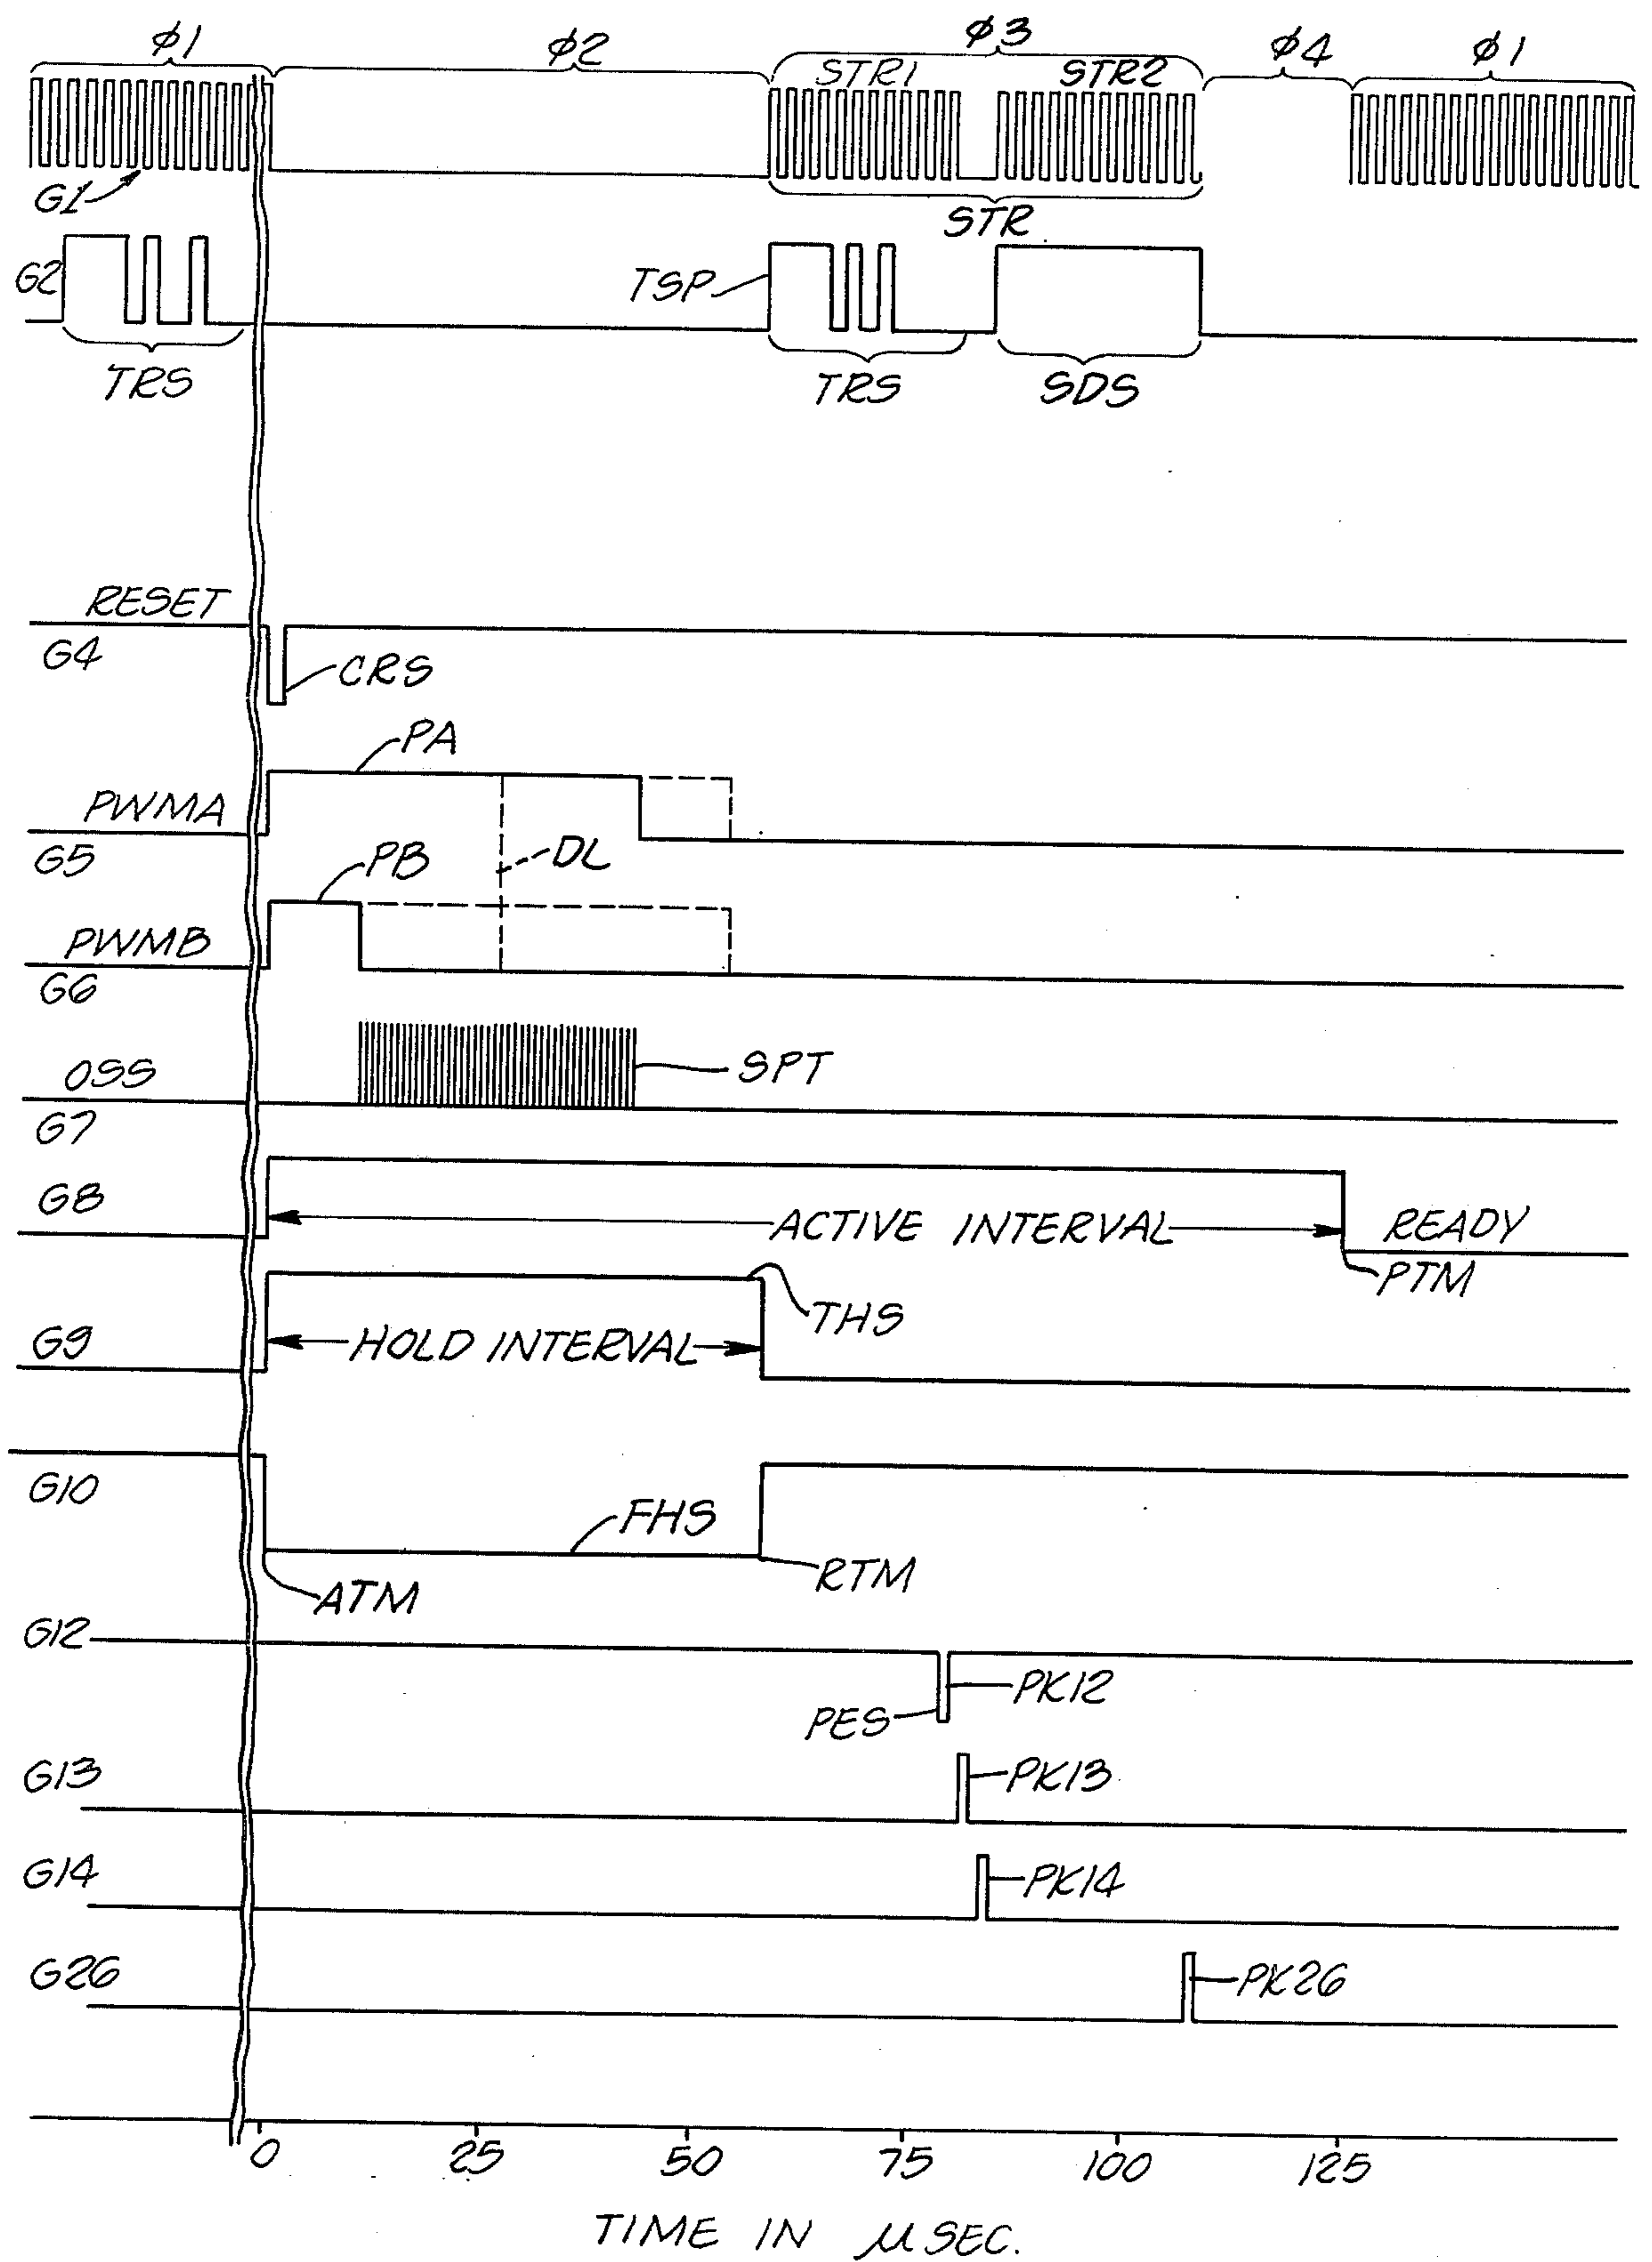 φ1 φ2 φ3 φ4 φ1
STR1 STR2
G1
STR
G2
TSP
TRS
TRS
SDS
RESET
G4
CRS
PA
PWMA
G5
DL
PB
PWMB
G6
OSS
SPT
G7
G8
ACTIVE INTERVAL
READY
PTM
G9
HOLD INTERVAL
THS
G10
FHS
RTM
ATM
G12
PK12
PES
G13
PK13
G14
PK14
G26
PK26
0 25 50 75 100 125
TIME IN μSEC.